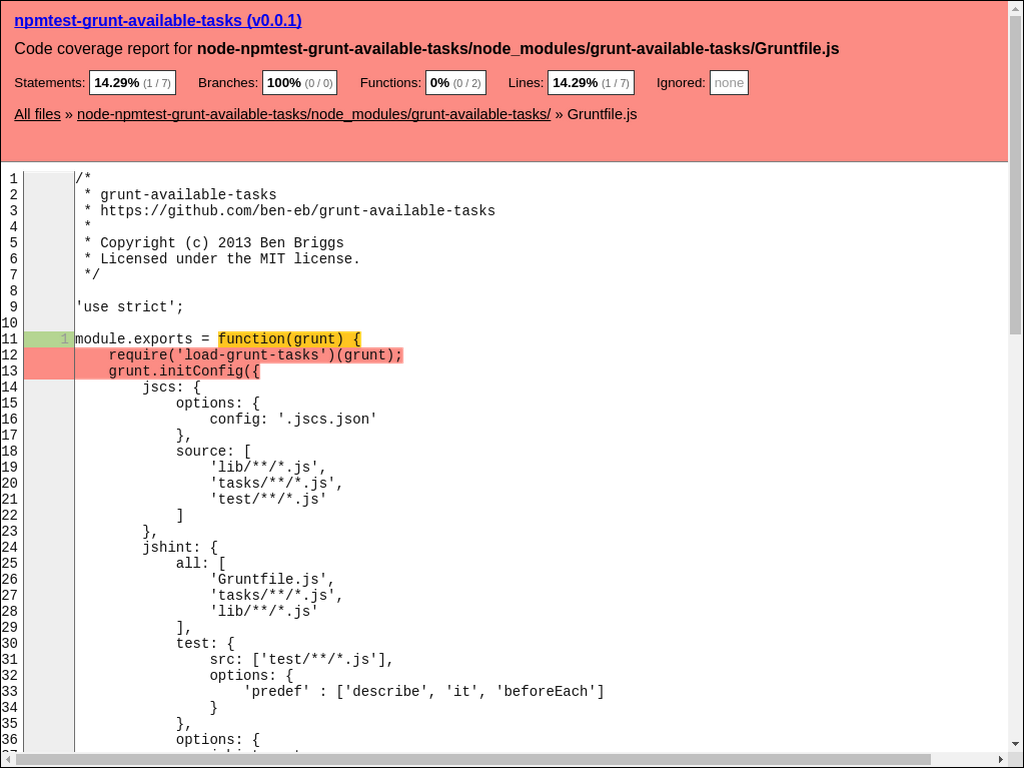 npmtest-grunt-available-tasks (v0.0.1)
Code coverage report for node-npmtest-grunt-available-tasks/node_modules/grunt-available-tasks/Gruntfile.js
Statements: 14.29% (1 / 7) Branches: 100% (0 / 0) Functions: 0% (0 / 2) Lines: 14.29% (1 / 7) Ignored: none
All files » node-npmtest-grunt-available-tasks/node_modules/grunt-available-tasks/ » Gruntfile.js
1 /*
2  * grunt-available-tasks
3  * https://github.com/ben-eb/grunt-available-tasks
4  *
5  * Copyright (c) 2013 Ben Briggs
6  * Licensed under the MIT license.
7  */
8
9 'use strict';
10
11 1 module.exports = function(grunt) {
12     require('load-grunt-tasks')(grunt);
13     grunt.initConfig({
14         jscs: {
15             options: {
16                 config: '.jscs.json'
17             },
18             source: [
19                 'lib/**/*.js',
20                 'tasks/**/*.js',
21                 'test/**/*.js'
22             ]
23         },
24         jshint: {
25             all: [
26                 'Gruntfile.js',
27                 'tasks/**/*.js',
28                 'lib/**/*.js'
29             ],
30             test: {
31                 src: ['test/**/*.js'],
32                 options: {
33                     'predef' : ['describe', 'it', 'beforeEach']
34                 }
35             },
36             options: {